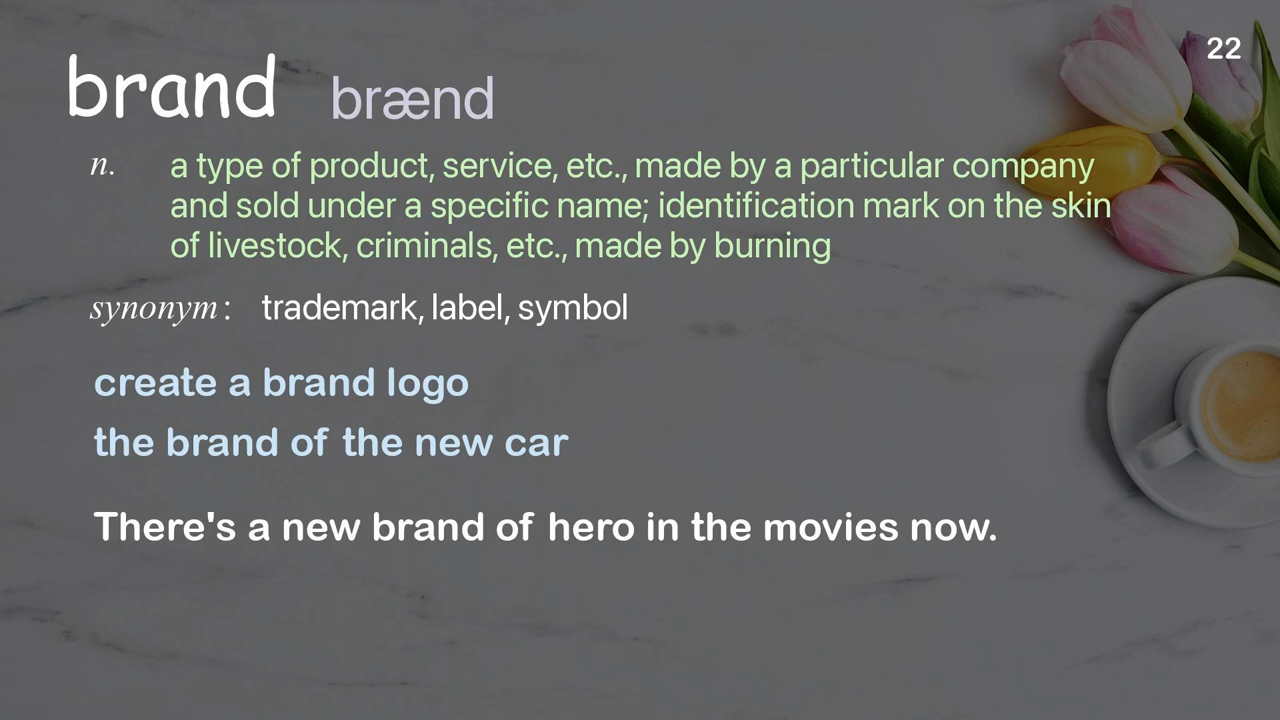 22
brand brænd
n. a type of product, service, etc., made by a particular company
and sold under a specific name; identification mark on the skin
of livestock, criminals, etc., made by burning
synonym: trademark, label, symbol
create a brand logo
the brand of the new car
There's a new brand of hero in the movies now.